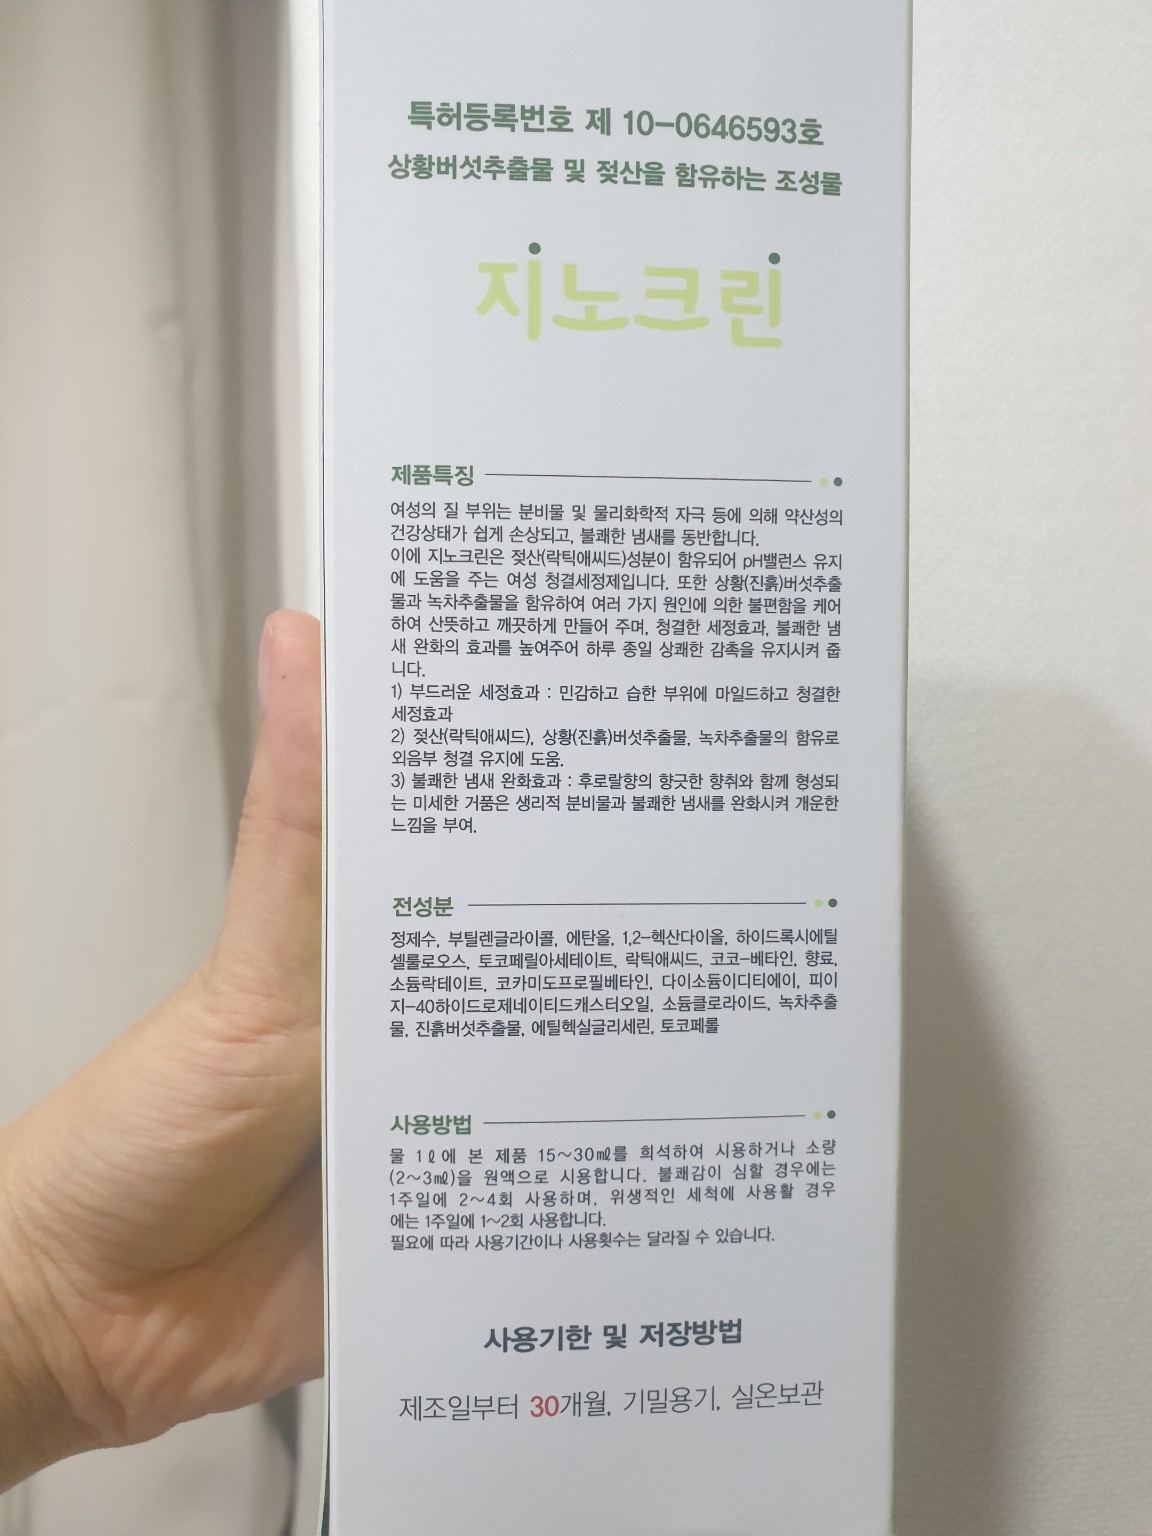 특허등록번호 제 10-0646593호
상황버섯추출물 및 젖산을 함유하는 조성물
지노크린
제품특징
여성의 질 부위는 분비물 및 물리화학적 자극 등에 의해 약산성의
건강상태가 쉽게 손상되고, 불쾌한 냄새를 동반합니다.
이에 지노크린은 젖산(락틱애씨드)성분이 함유되어 pH밸런스 유지
에 도움을 주는 여성 청결세정제입니다. 또한 상황(진흙)버섯추출
물과 녹차추출물을 함유하여 여러 가지 원인에 의한 불편함을 케어
하여 산뜻하고 깨끗하게 만들어 주며, 청결한 세정효과, 불쾌한 냄
새 완화의 효과를 높여주어 하루 종일 상쾌한 감촉을 유지시켜 줍
니다.
1) 부드러운 세정효과 : 민감하고 습한 부위에 마일드하고 청결한
세정효과
2) 젖산(락틱애씨드), 상황(진흙)버섯추출물, 녹차추출물의 함유로
외음부 청결 유지에 도움.
3) 불쾌한 냄새 완화효과 : 후로랄향의 향긋한 향취와 함께 형성되
는 미세한 거품은 생리적 분비물과 불쾌한 냄새를 완화시켜 개운한
느낌을 부여.
전성분
정제수, 부틸렌글라이콜, 에탄올, 1,2-헥산다이올, 하이드록시에틸
셀룰로오스, 토코페릴아세테이트, 락틱애씨드, 코코-베타인, 향료,
소듐락테이트, 코카미도프로필베타인, 다이소듐이디티에이, 피이
지-40하이드로제네이티드캐스터오일, 소듐클로라이드, 녹차추출
물, 진흙버섯추출물, 에틸헥실글리세린, 토코페롤
사용방법
물 1ℓ에 본 제품 15~30㎖를 희석하여 시용하거나 소량
(2~3㎖)을 원액으로 시용합니다. 불쾌감이 심할 경우에는
1주일에 2~4회 사용하며, 위생적인 세척에 사용할 경우
에는 1주일에 1~2회 사용합니다.
필요에 따라 사용기간이나 사용횟수는 달라질 수 있습니다.
사용기한 및 저장방법
제조일부터 30개월, 기밀용기, 실온보관